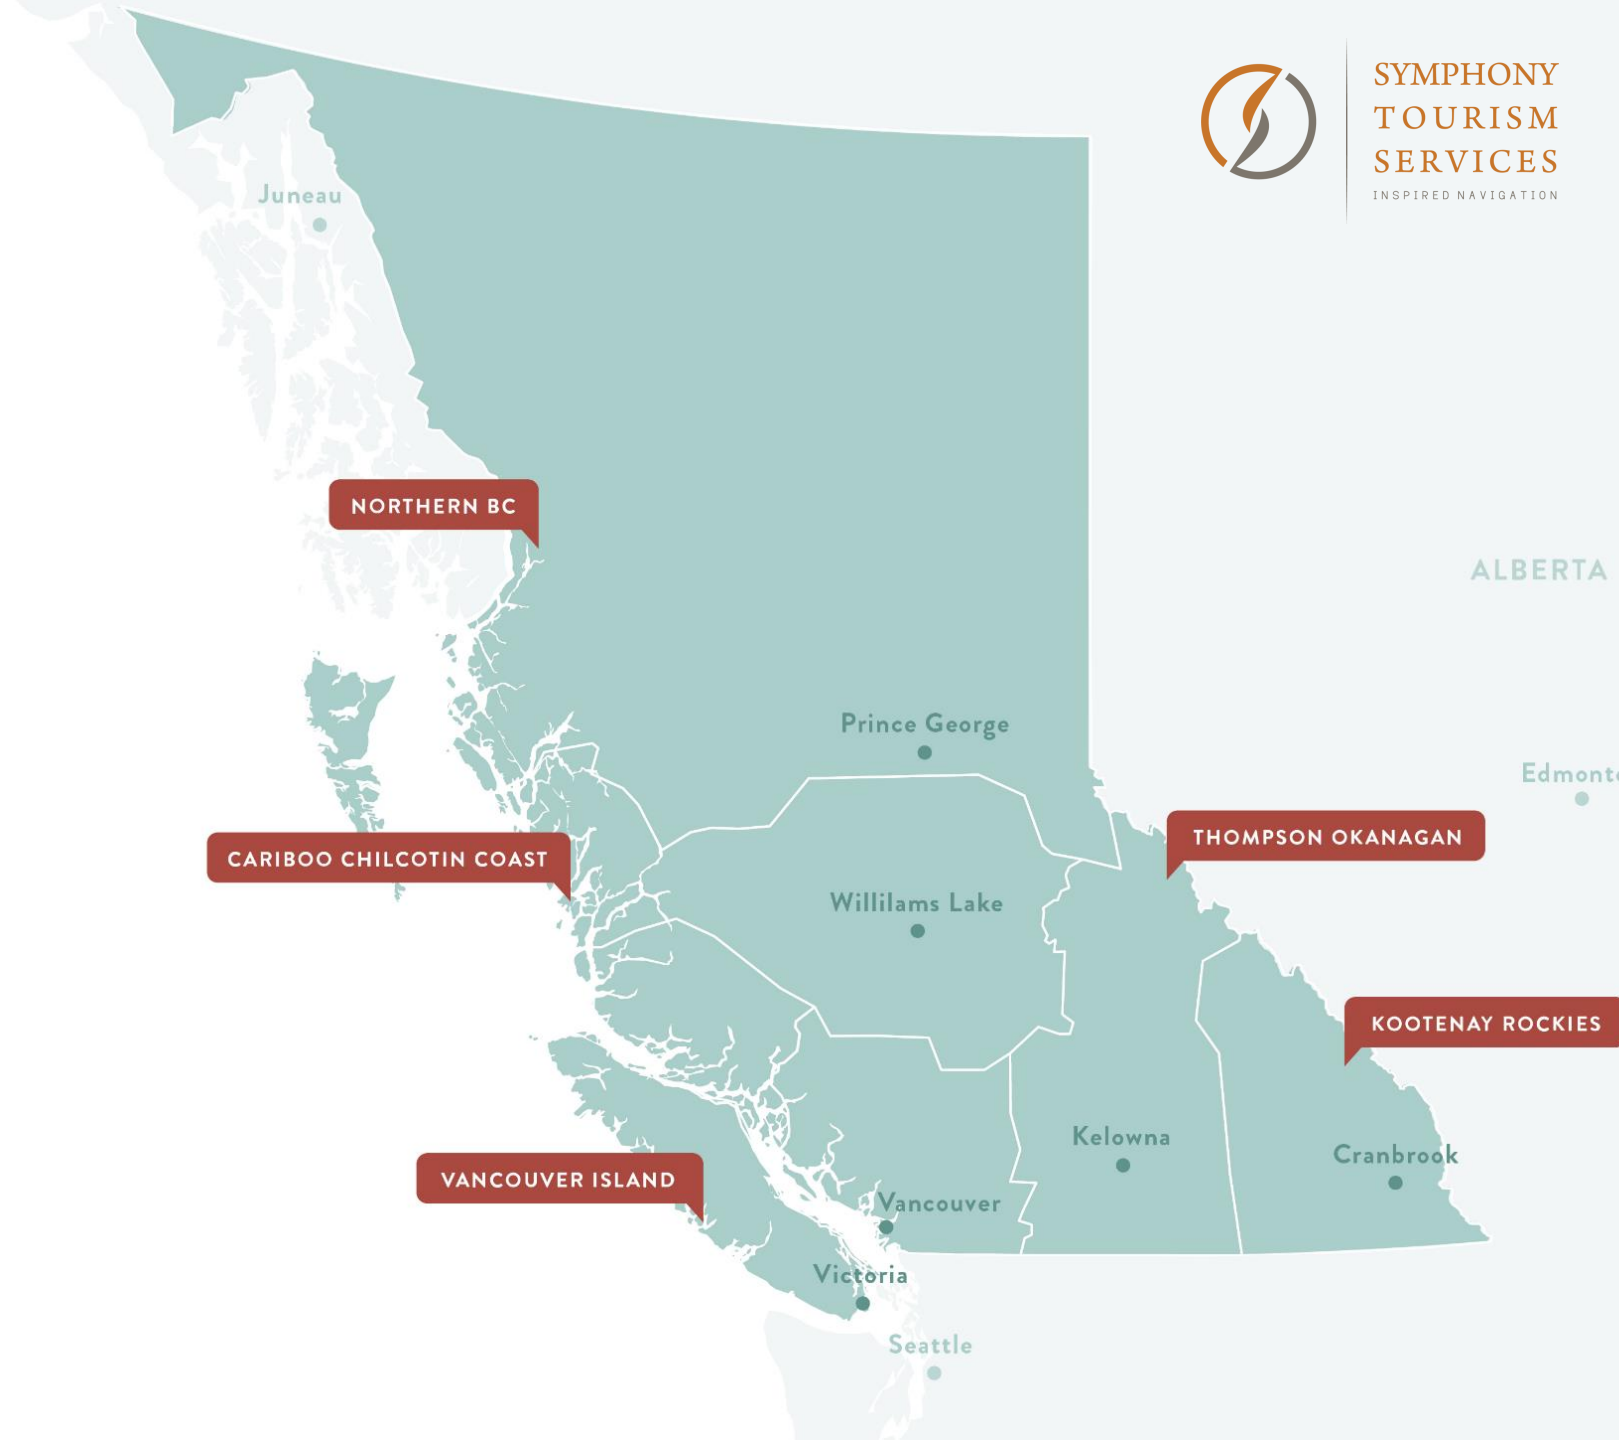 SYMPHONY
TOURISM
SERVICES
INSPIRED NAVIGATION
Juneau
NORTHERN BC
ALBERTA
Prince George
Edmont
THOMPSON OKANAGAN
CARIBOO CHILCOTIN COAST
Willilams Lake
KOOTENAY ROCKIES
Kelowna
Cranbrook
VANCOUVER ISLAND
Vancouver
Victoria
Seattle